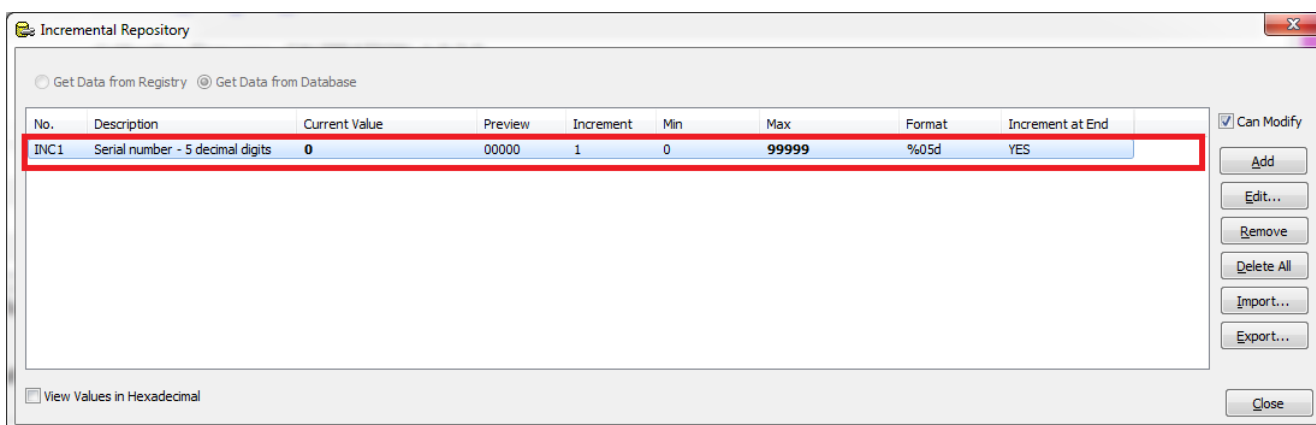 Incremental Repository
Get Data from Registry Get Data from Database
No. Description Current Value Preview Increment Min Max Format Increment at End
INC1 Serial number - 5 decimal digits 0 00000 1 0 99999 %05d YES
Can Modify
Add
Edit...
Remove
Delete All
Import...
Export...
View Values in Hexadecimal
Close